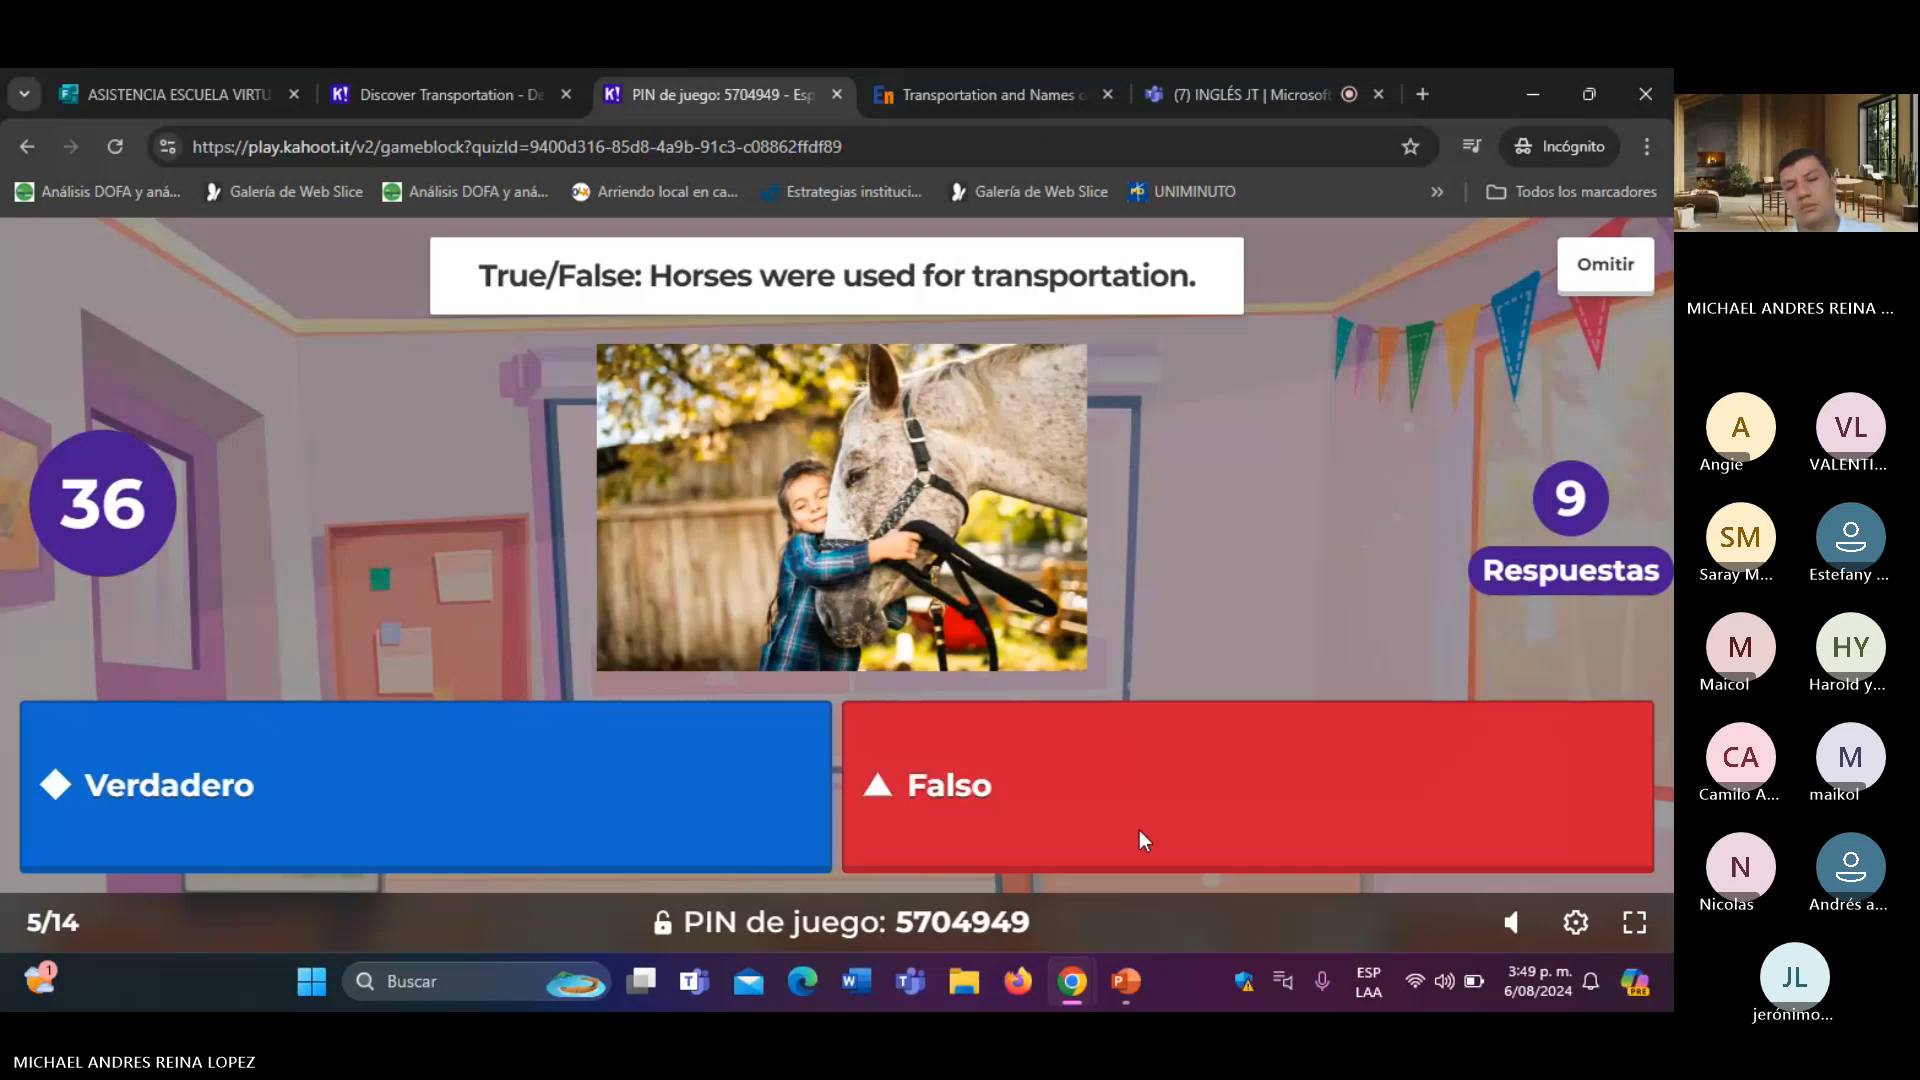 ASISTENCIA ESCUELA VIRTU
Discover Transportation - De
PIN de juego: 5704949 - Esp
Transportation and Names o
(7) INGLÉS JT | Microsoft
https://play.kahoot.it/v2/gameblock?quizId=9400d316-85d8-4a9b-91c3-c08862ffdf89
Incógnito
Análisis DOFA y aná...
Galería de Web Slice
Análisis DOFA y aná...
Arriendo local en ca...
Estrategias instituci...
Galería de Web Slice
UNIMINUTO
Todos los marcadores
True/False: Horses were used for transportation.
Omitir
36
9
Respuestas
Verdadero
Falso
5/14
PIN de juego: 5704949
1
Buscar
ESP
LAA
3:49 p. m.
6/08/2024
PRE
MICHAEL ANDRES REINA ...
A
Angie
VL
VALENTI...
SM
Saray M...
Estefany ...
M
Maicol
HY
Harold y...
CA
Camilo A...
M
maikol
N
Nicolas
Andrés a...
JL
jerónimo...
MICHAEL ANDRES REINA LOPEZ